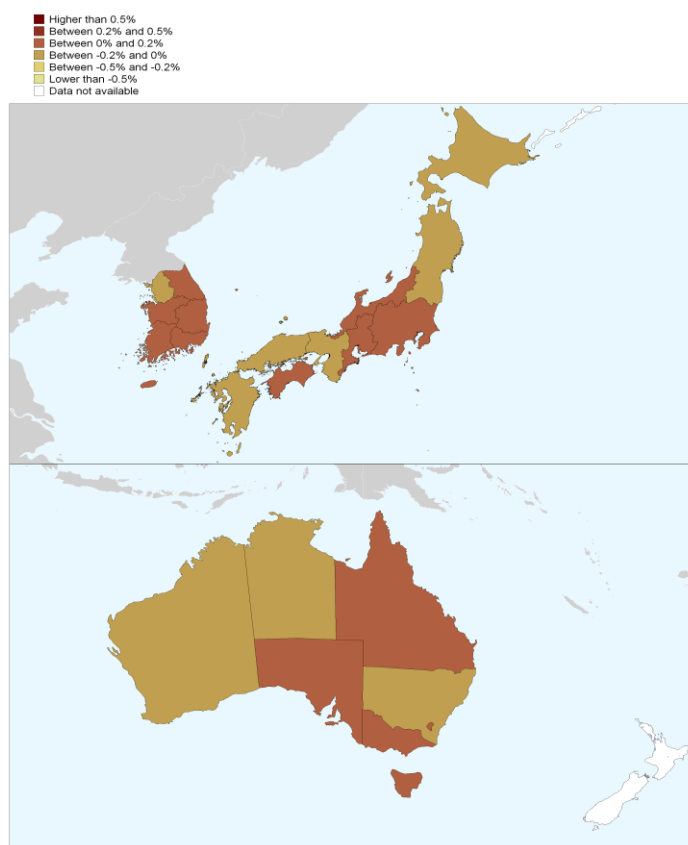 Higher than 0.5%
Between 0.2% and 0.5%
Between 0% and 0.2%
Between -0.2% and 0%
Between -0.5% and -0.2%
Lower than -0.5%
Data not available